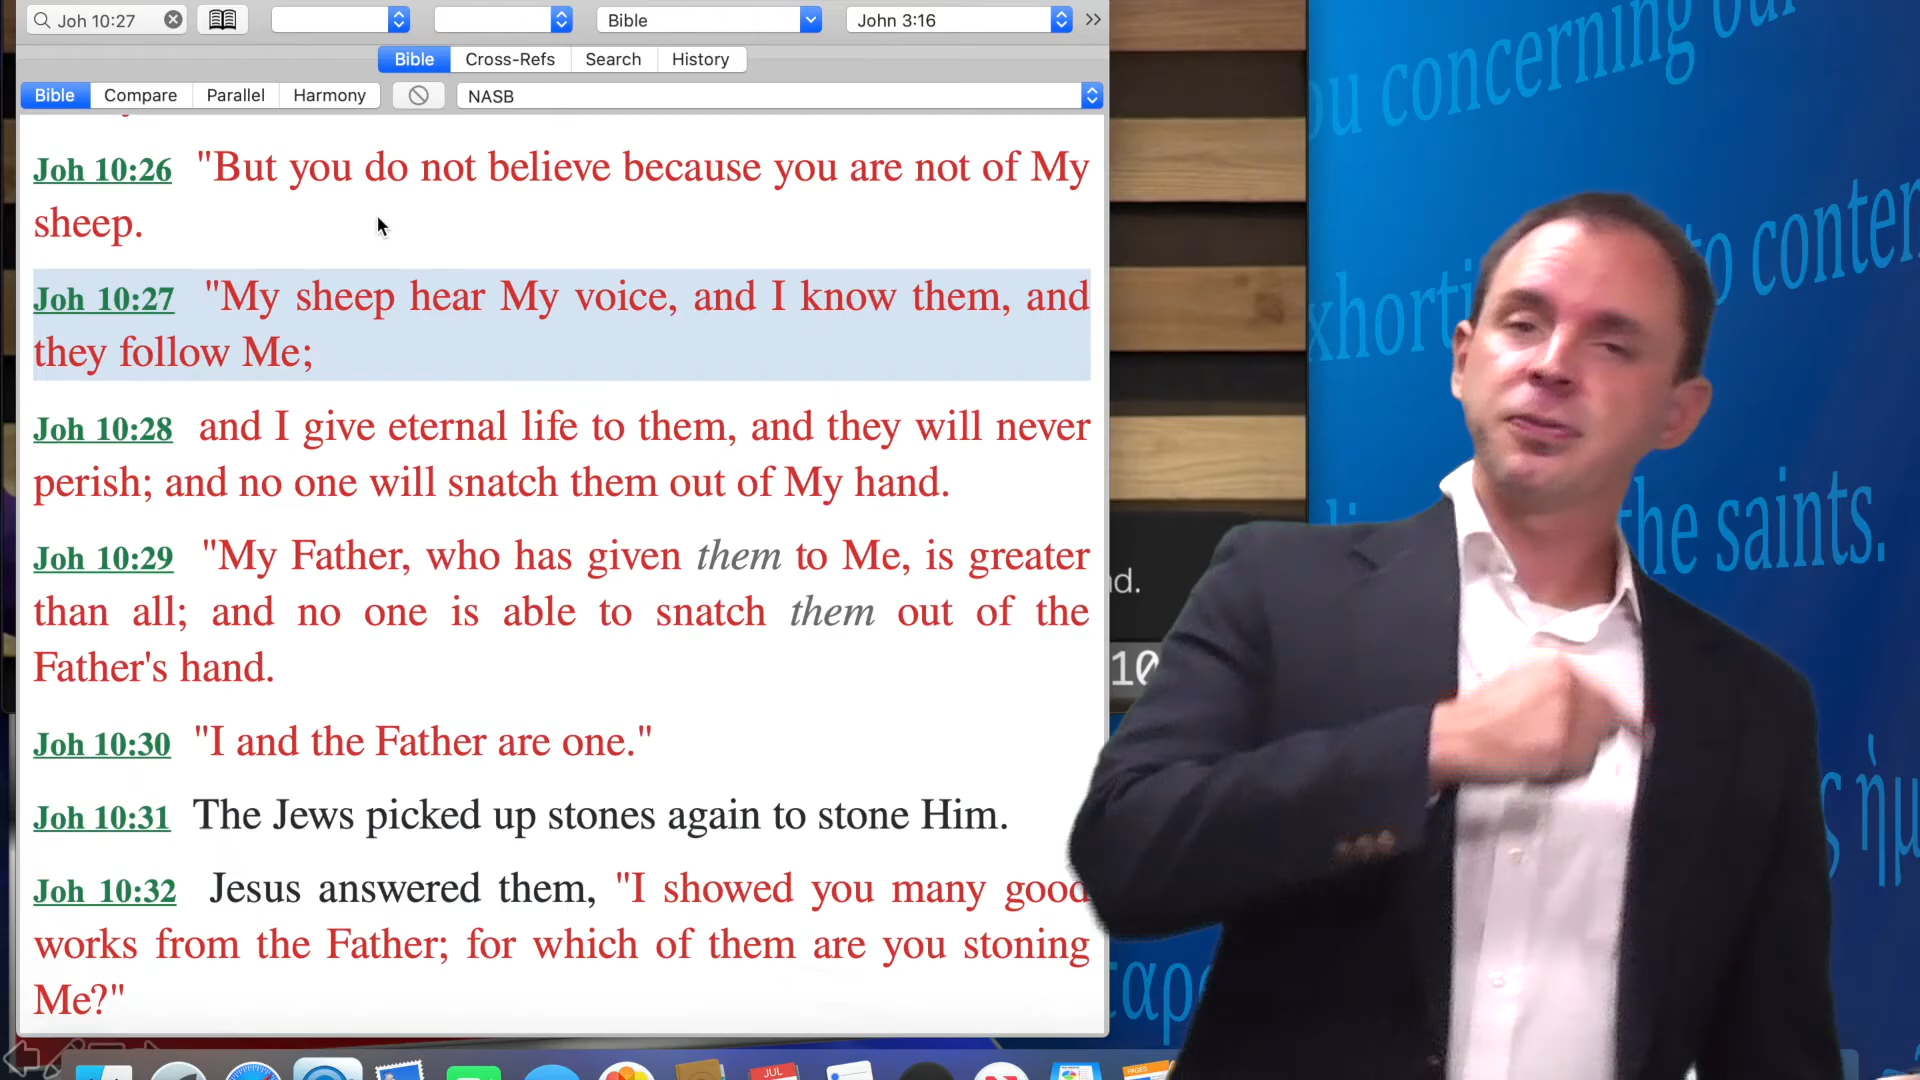 Joh 10:27
Bible
John 3:16
Bible Cross-Refs Search History
Bible Compare Parallel Harmony NASB
Joh 10:26 "But you do not believe because you are not of My
sheep.
Joh 10:27 "My sheep hear My voice, and I know them, and
they follow Me;
Joh 10:28 and I give eternal life to them, and they will never
perish; and no one will snatch them out of My hand.
Joh 10:29 "My Father, who has given them to Me, is greater
than all; and no one is able to snatch them out of the
Father's hand.
Joh 10:30 "I and the Father are one."
Joh 10:31 The Jews picked up stones again to stone Him.
Joh 10:32 Jesus answered them, "I showed you many good
works from the Father; for which of them are you stoning
Me?"
concerning
to
the saints.
10
JUL
PAGES